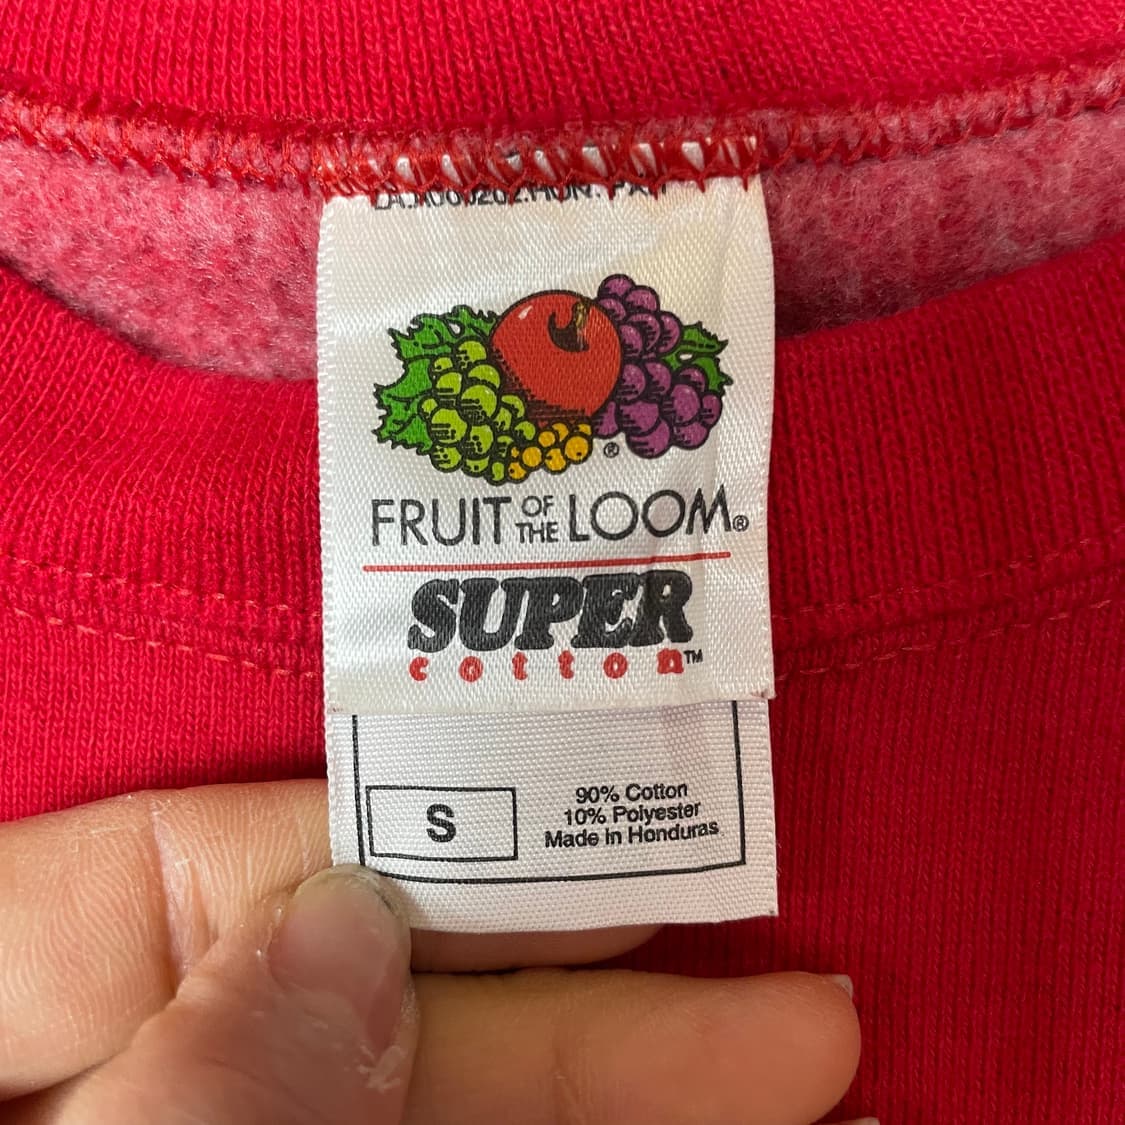 ®
FRUIT OF THE LOOM®
SUPER
cotton™
S
90% Cotton
10% Polyester
Made in Honduras